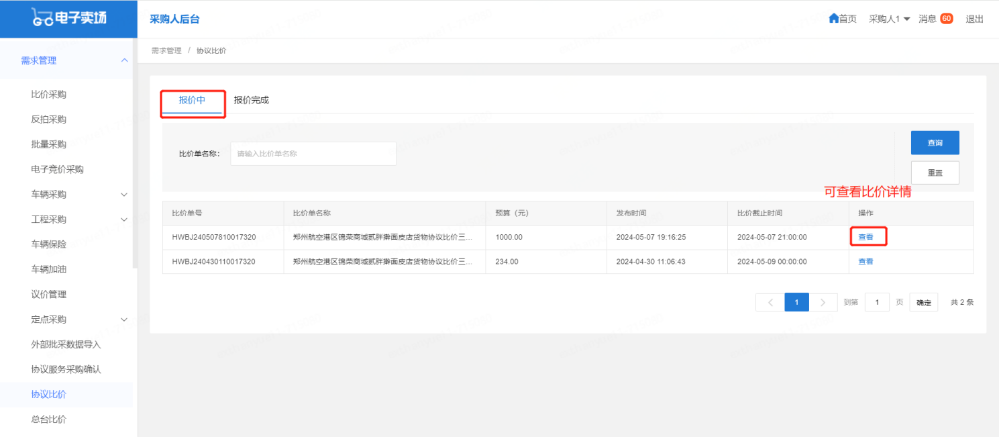 电子卖场
采购人后台
首页 采购人1 消息 60 退出
需求管理 / 协议比价
需求管理
比价采购
反拍采购
批量采购
电子竞价采购
车辆采购
工程采购
车辆保险
车辆加油
议价管理
定点采购
外部批采数据导入
协议服务采购确认
协议比价
总台比价
报价中 报价完成
比价单名称： 请输入比价单名称
查询
重置
可查看比价详情
比价单号 比价单名称 预算（元） 发布时间 比价截止时间 操作
HWBJ240507810017320 郑州航空港区锦荣商城贰胖擀面皮店货物协议比价三... 1000.00 2024-05-07 19:16:25 2024-05-07 21:00:00 查看
HWBJ240430110017320 郑州航空港区锦荣商城贰胖擀面皮店货物协议比价三... 234.00 2024-04-30 11:06:43 2024-05-09 00:00:00 查看
1 到第 1 页 确定 共 2 条